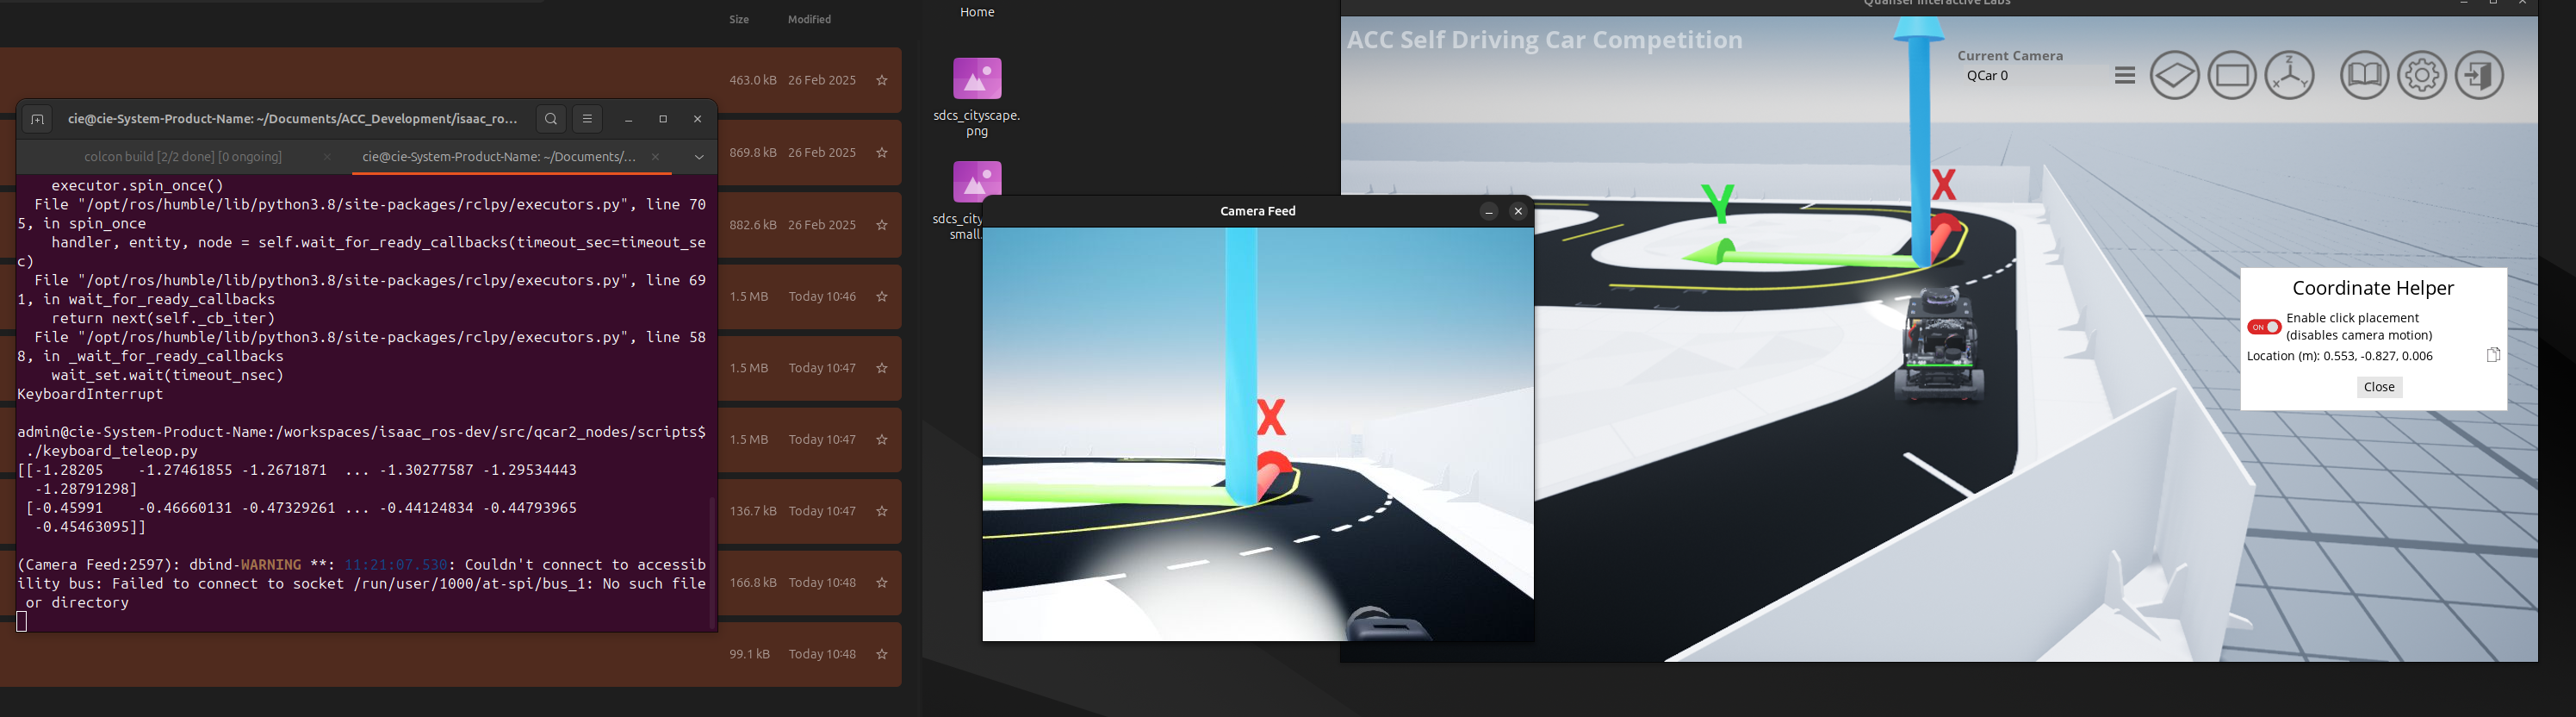 Size Modified
463.0 kB 26 Feb 2025
869.8 kB 26 Feb 2025
882.6 kB 26 Feb 2025
1.5 MB Today 10:46
1.5 MB Today 10:47
1.5 MB Today 10:47
136.7 kB Today 10:47
166.8 kB Today 10:48
99.1 kB Today 10:48
cie@cie-System-Product-Name: ~/Documents/ACC_Development/isaac_ro...
colcon build [2/2 done] [0 ongoing]
cie@cie-System-Product-Name: ~/Documents/...
executor.spin_once()
File "/opt/ros/humble/lib/python3.8/site-packages/rclpy/executors.py", line 70
5, in spin_once
handler, entity, node = self.wait_for_ready_callbacks(timeout_sec=timeout_se
c)
File "/opt/ros/humble/lib/python3.8/site-packages/rclpy/executors.py", line 69
1, in wait_for_ready_callbacks
return next(self._cb_iter)
File "/opt/ros/humble/lib/python3.8/site-packages/rclpy/executors.py", line 58
8, in _wait_for_ready_callbacks
wait_set.wait(timeout_nsec)
KeyboardInterrupt
admin@cie-System-Product-Name:/workspaces/isaac_ros-dev/src/qcar2_nodes/scripts$
./keyboard_teleop.py
[[-1.28205 -1.27461855 -1.2671871 ... -1.30277587 -1.29534443
-1.28791298]
[-0.45991 -0.46660131 -0.47329261 ... -0.44124834 -0.44793965
-0.45463095]]
(Camera Feed:2597): dbind-WARNING **: 11:21:07.530: Couldn't connect to accessib
ility bus: Failed to connect to socket /run/user/1000/at-spi/bus_1: No such file
or directory
Home
sdcs_cityscape.
png
sdcs_city
small.
Camera Feed
X
Quanser Interactive Labs
ACC Self Driving Car Competition
Current Camera
QCar 0
Z
X Y
Y
X
Coordinate Helper
ON
Enable click placement
(disables camera motion)
Location (m): 0.553, -0.827, 0.006
Close